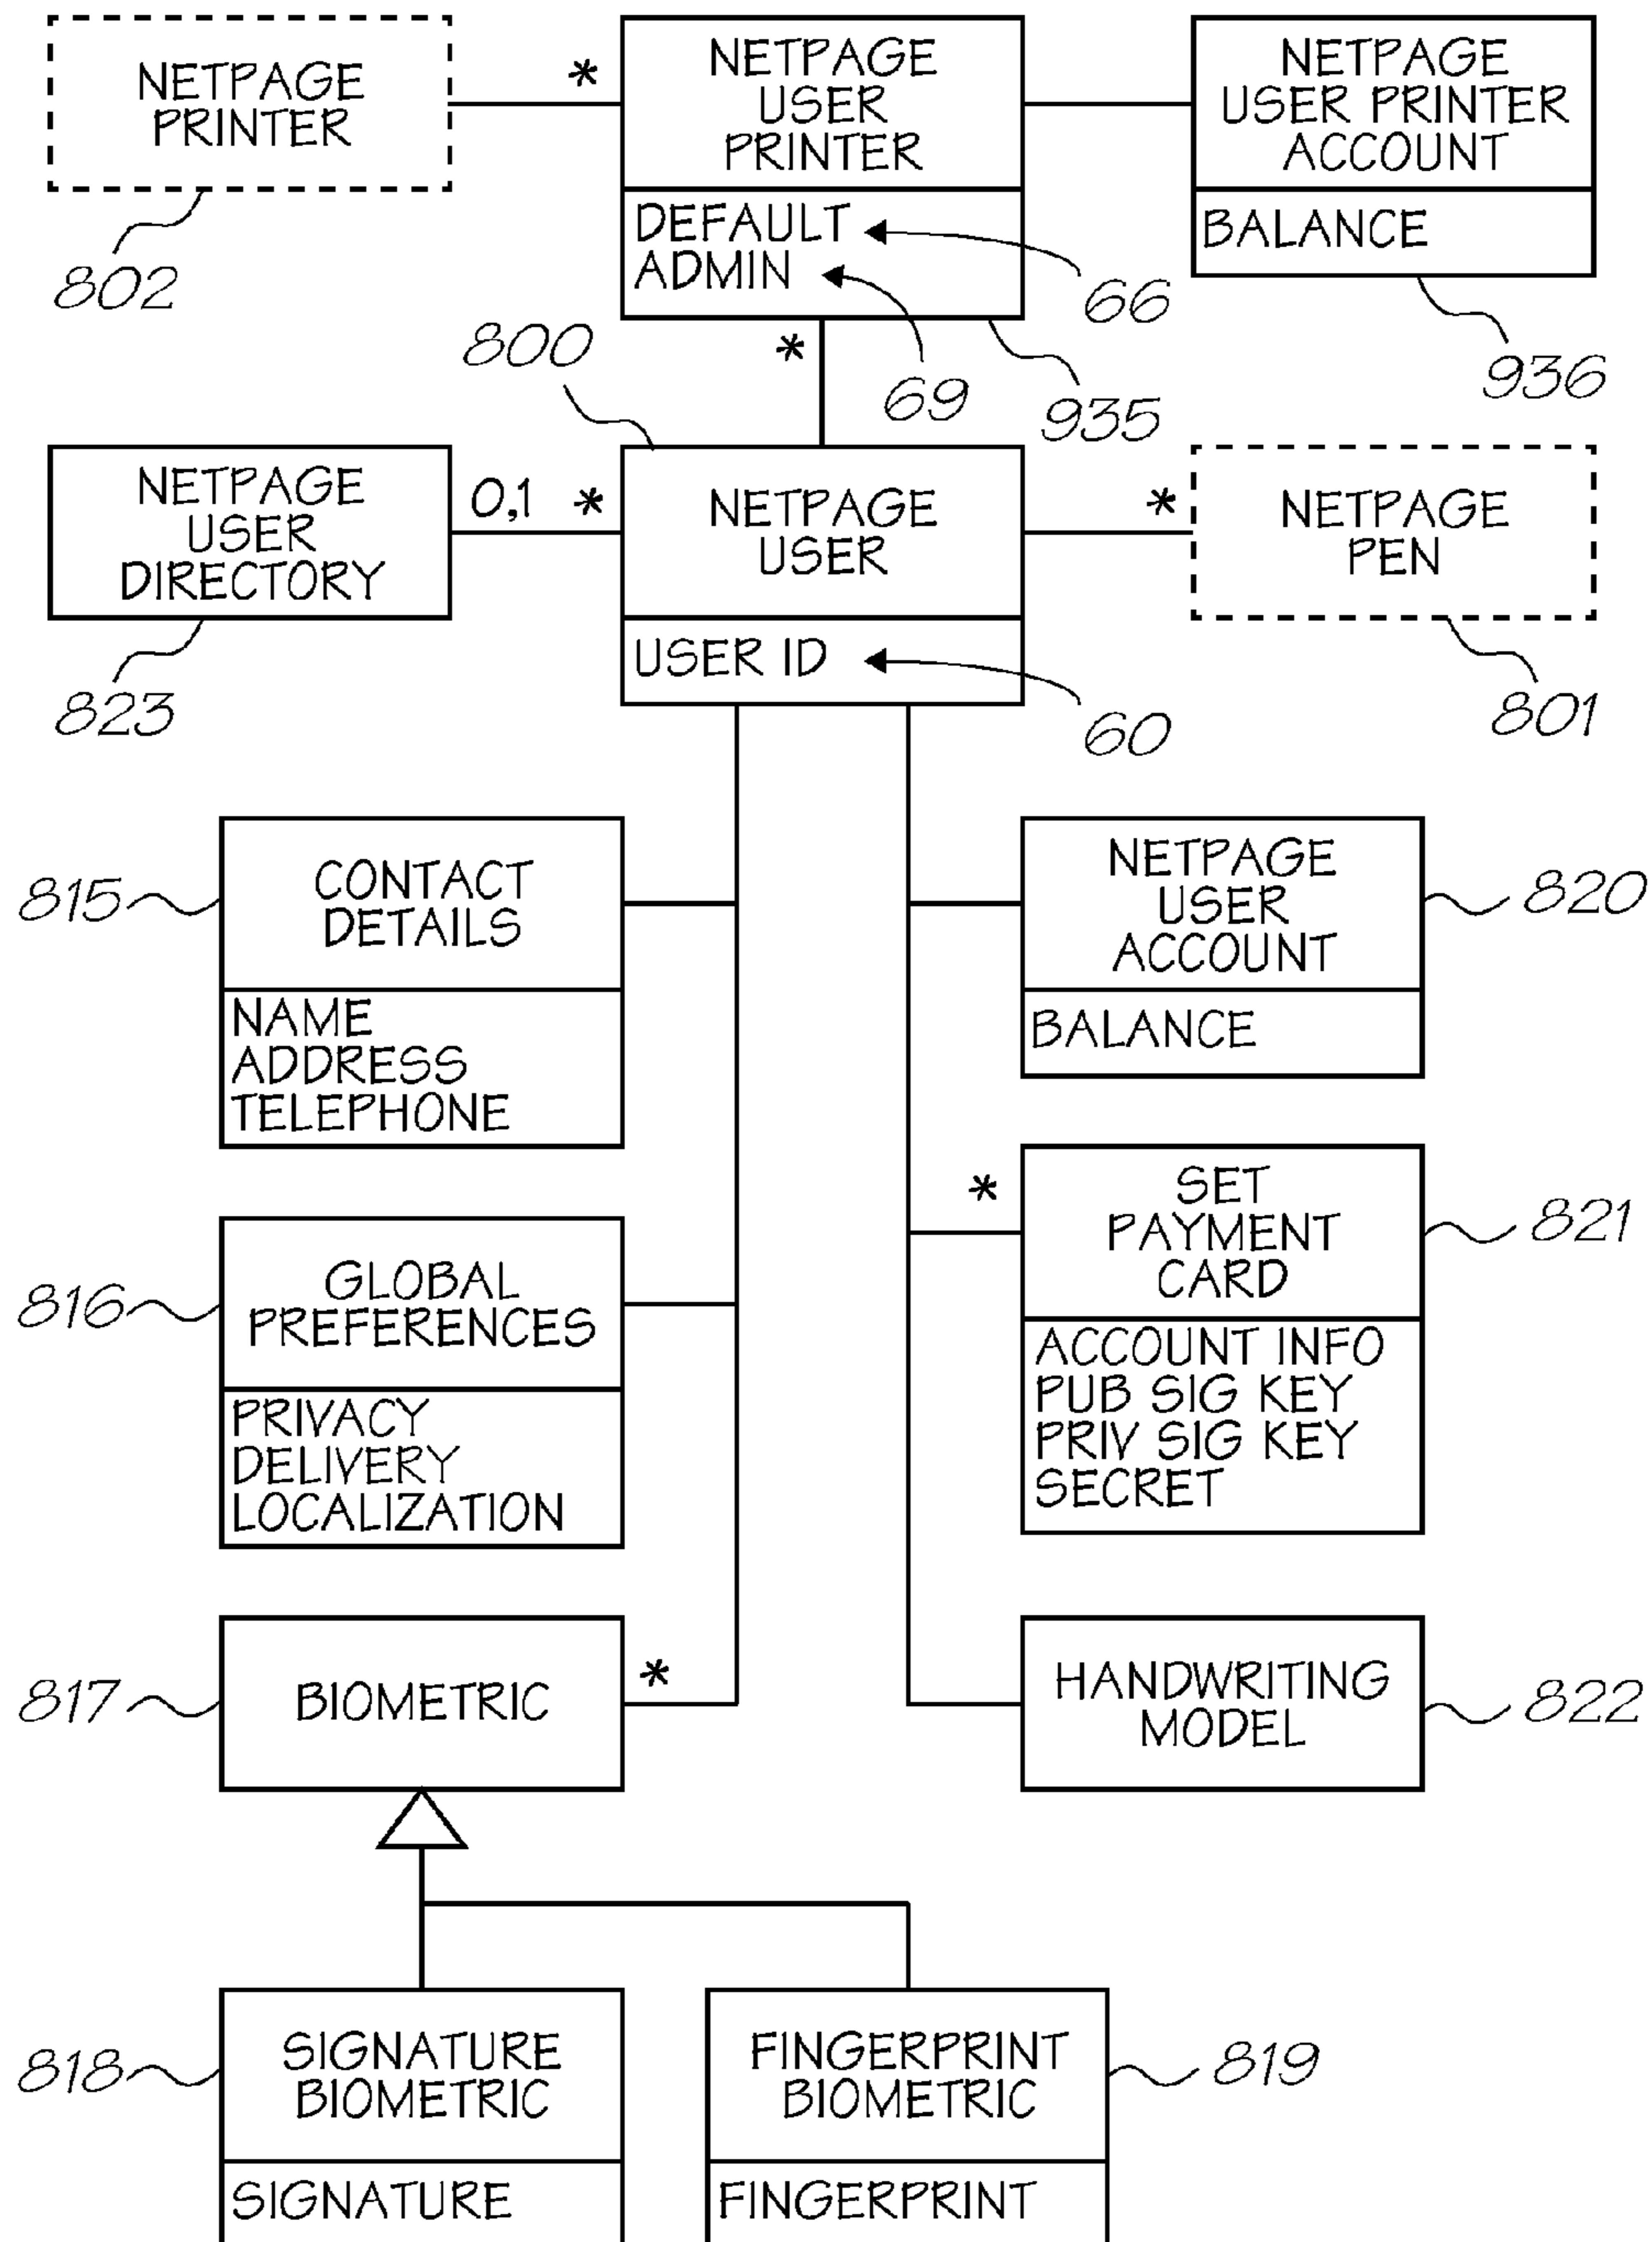 NETPAGE
PRINTER
802
*
NETPAGE
USER
PRINTER
DEFAULT
ADMIN
66
69
935
NETPAGE
USER PRINTER
ACCOUNT
BALANCE
936
*
800
NETPAGE
USER
DIRECTORY
823
0,1
*
NETPAGE
USER
USER ID
60
*
NETPAGE
PEN
801
815
CONTACT
DETAILS
NAME
ADDRESS
TELEPHONE
NETPAGE
USER
ACCOUNT
BALANCE
820
816
GLOBAL
PREFERENCES
PRIVACY
DELIVERY
LOCALIZATION
*
SET
PAYMENT
CARD
ACCOUNT INFO
PUB SIG KEY
PRIV SIG KEY
SECRET
821
817
BIOMETRIC
*
HANDWRITING
MODEL
822
818
SIGNATURE
BIOMETRIC
SIGNATURE
FINGERPRINT
BIOMETRIC
FINGERPRINT
819